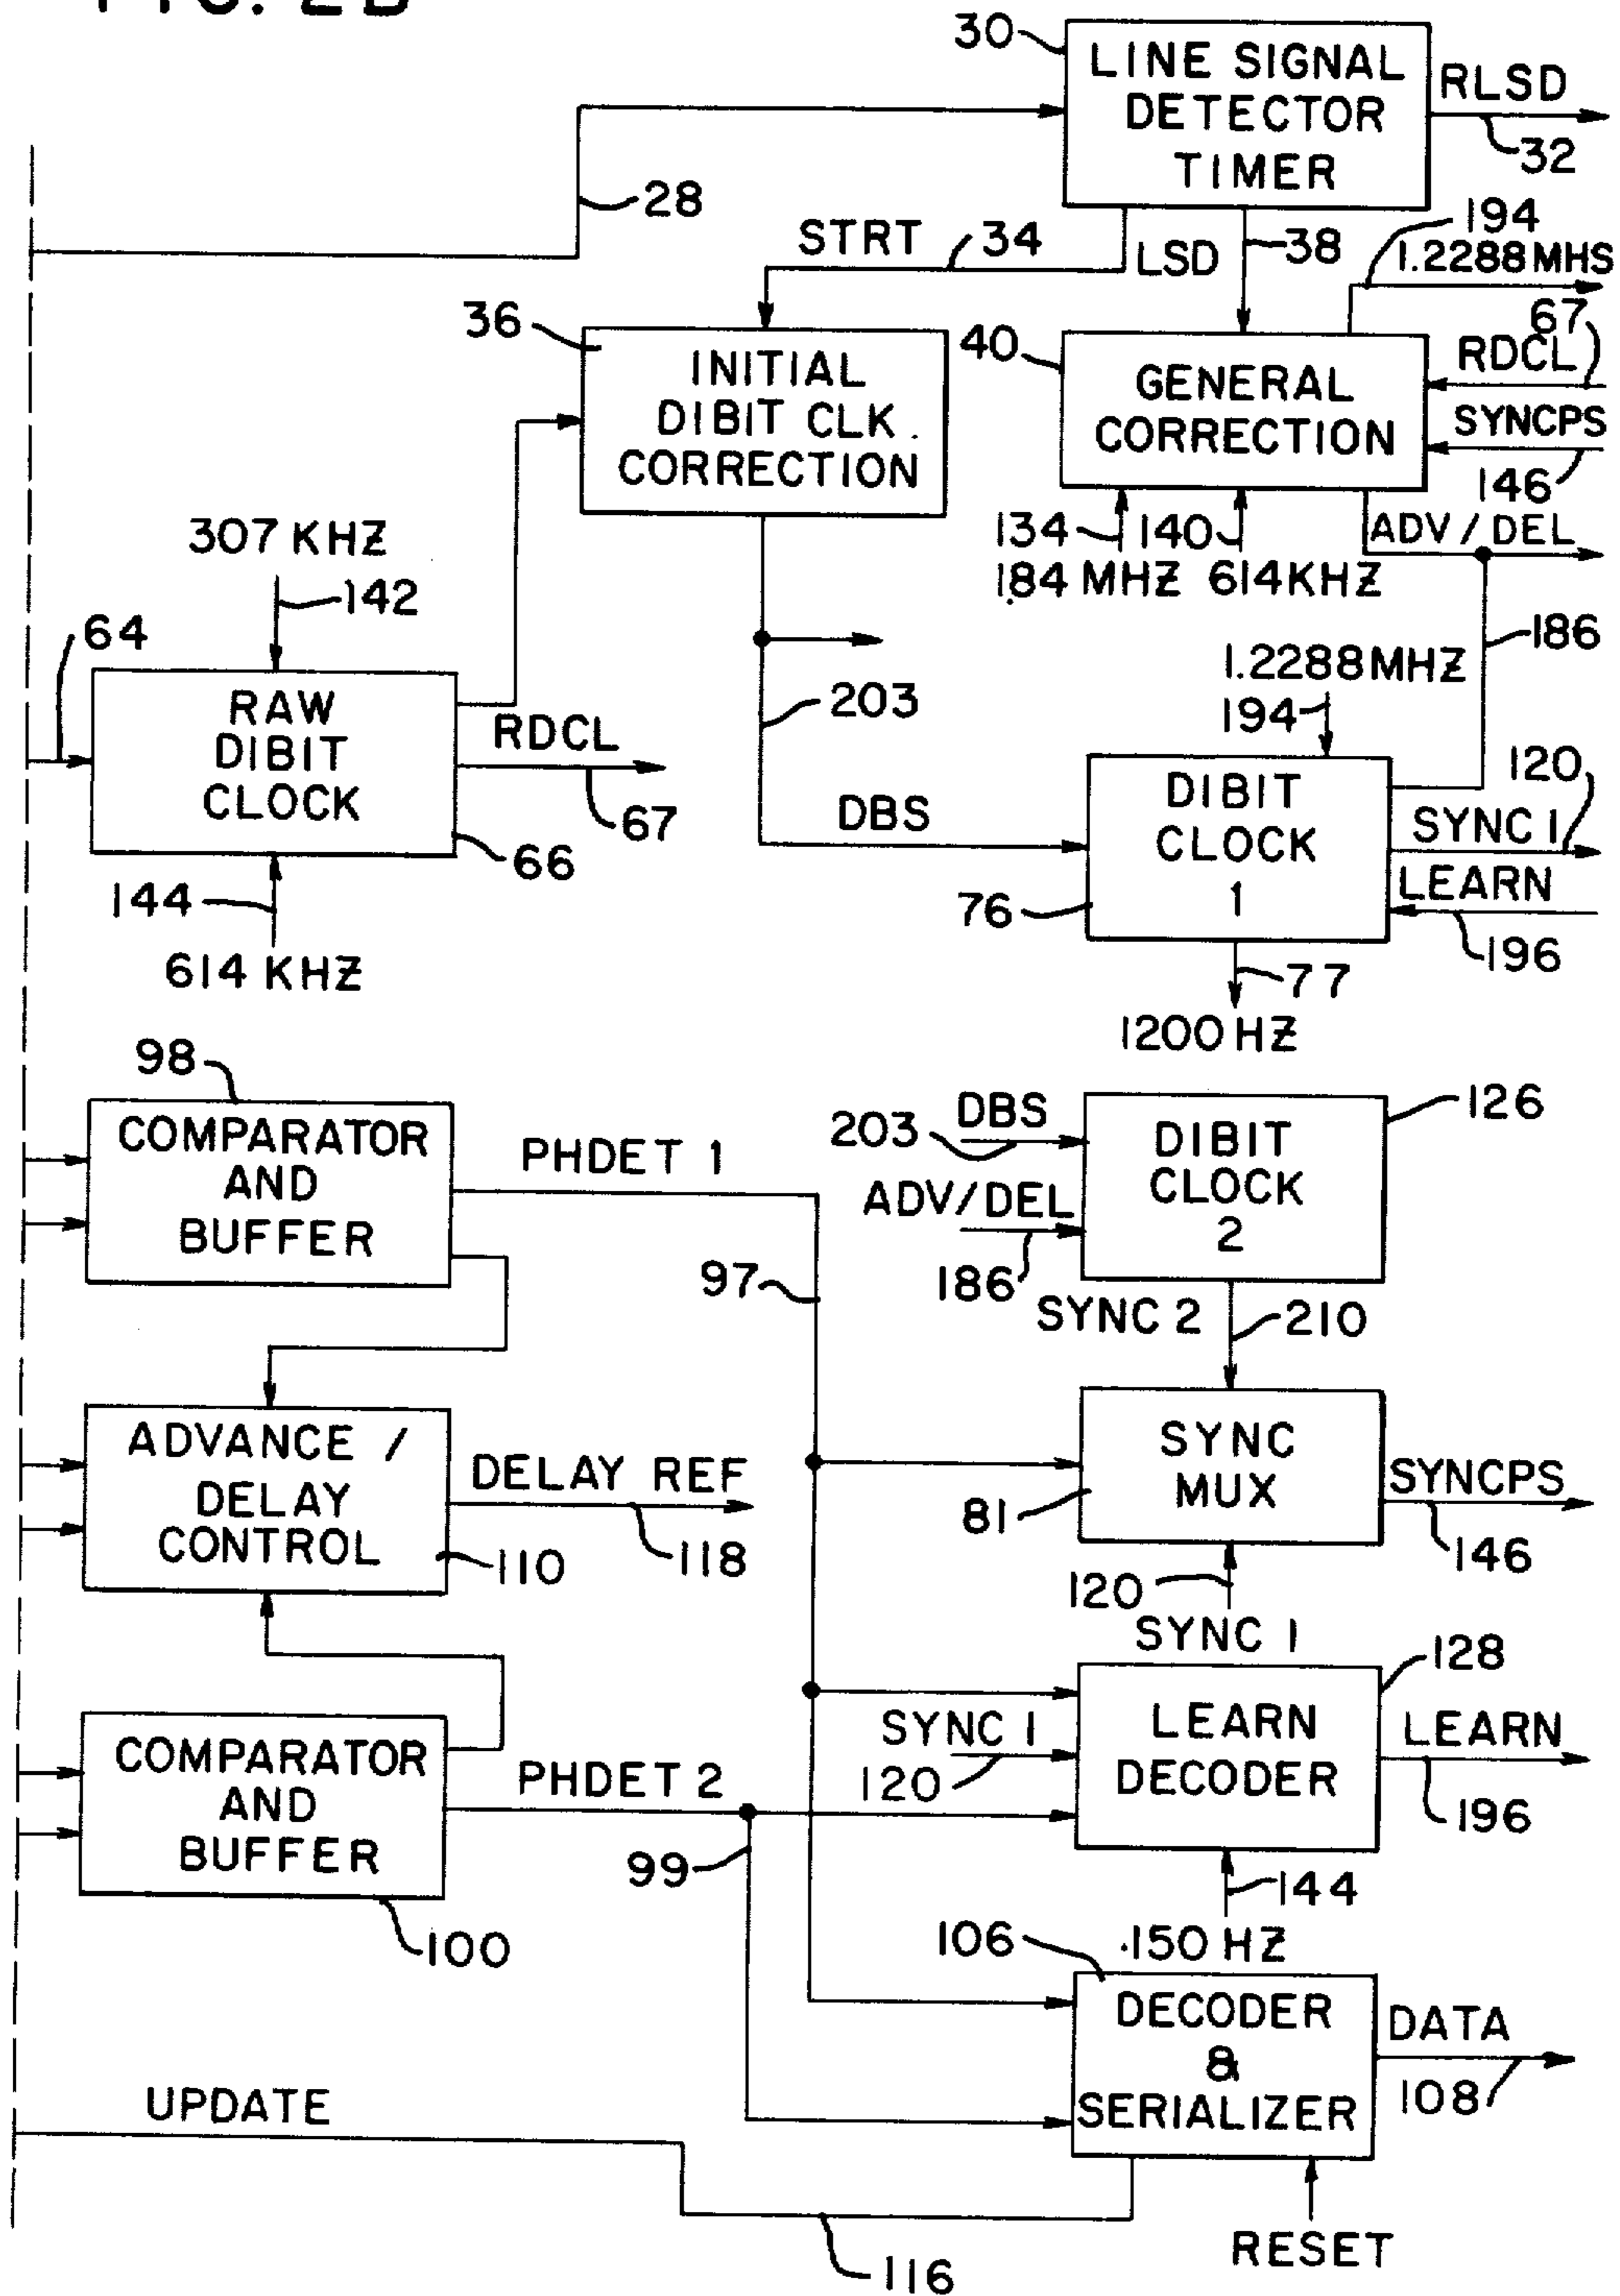 FIG. 2B
30
LINE SIGNAL
DETECTOR
TIMER
RLSD
32
28
STRT
34
LSD
38
194
1.2288 MHS
36
INITIAL
DIBIT CLK.
CORRECTION
40
GENERAL
CORRECTION
67
RDCL
SYNCPS
146
134
140
ADV/DEL
1.84 MHZ
614 KHZ
307 KHZ
142
64
RAW
DIBIT
CLOCK
RDCL
67
66
144
614 KHZ
203
186
1.2288 MHZ
194
DBS
DIBIT
CLOCK
1
120
SYNC 1
LEARN
76
196
77
1200 HZ
98
COMPARATOR
AND
BUFFER
PHDET 1
97
203
DBS
DIBIT
CLOCK
2
126
ADV/DEL
186
SYNC 2
210
ADVANCE /
DELAY
CONTROL
DELAY REF
110
118
SYNC
MUX
81
SYNCPS
146
120
SYNC 1
128
COMPARATOR
AND
BUFFER
PHDET 2
99
100
SYNC 1
120
LEARN
DECODER
LEARN
196
144
.150 HZ
106
DECODER
&
SERIALIZER
DATA
108
UPDATE
116
RESET